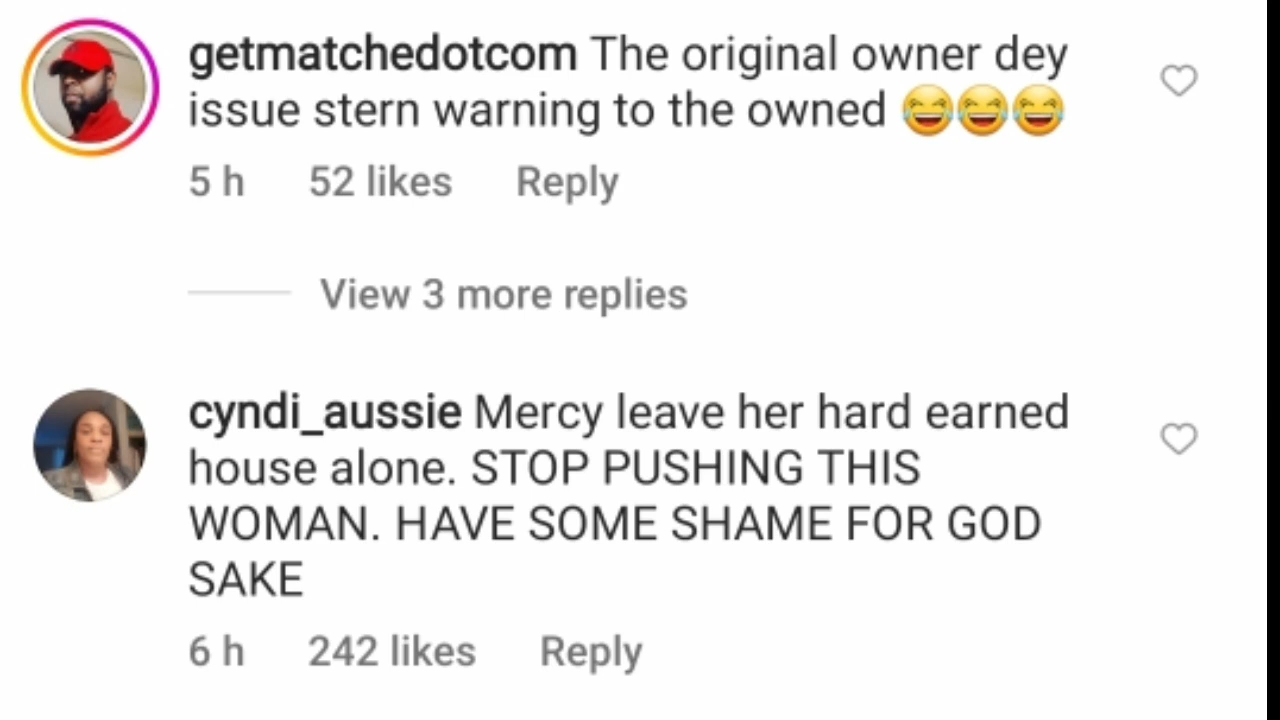 getmatchedotcom The original owner dey
issue stern warning to the owned 😂😂😂
5 h 52 likes Reply
View 3 more replies
cyndi_aussie Mercy leave her hard earned
house alone. STOP PUSHING THIS
WOMAN. HAVE SOME SHAME FOR GOD
SAKE
6 h 242 likes Reply